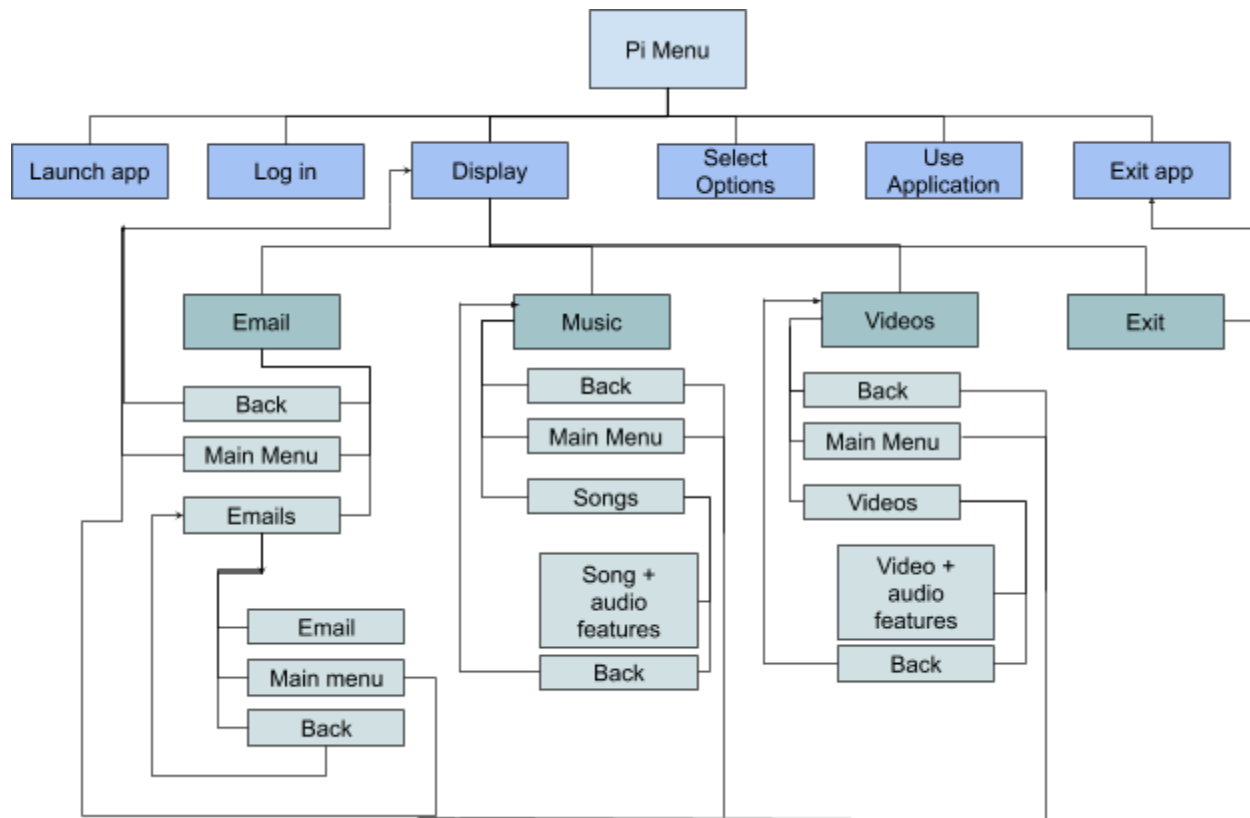 Pi Menu
Launch app
Log in
Display
Select
Options
Use
Application
Exit app
Email
Music
Videos
Exit
Back
Main Menu
Emails
Email
Main menu
Back
Back
Main Menu
Songs
Song +
audio
features
Back
Back
Main Menu
Videos
Video +
audio
features
Back